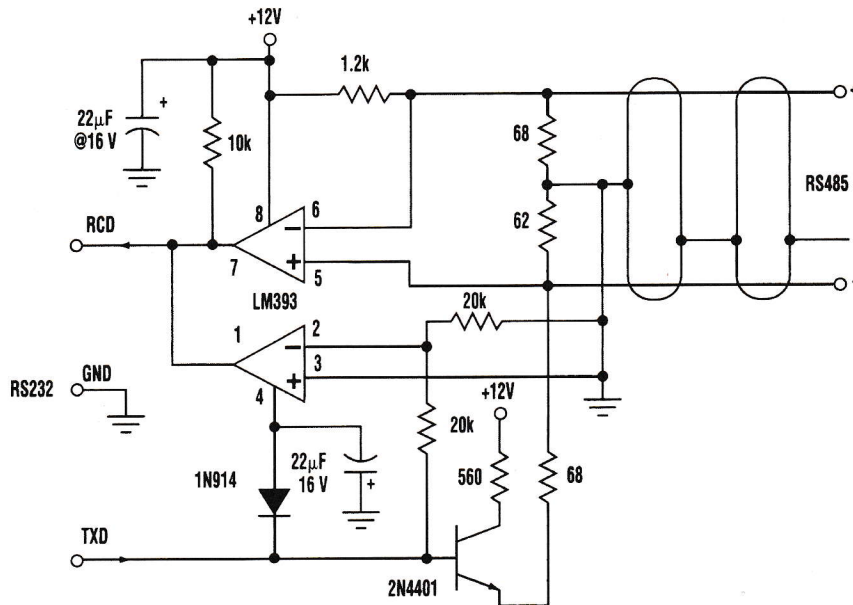 +12V
1.2k
22µF
@16 V
+
10k
68
RS485
RCD
8
6
62
7
5
LM393
20k
1
2
3
RS232
GND
4
+12V
20k
1N914
22µF
16 V
+
560
68
TXD
2N4401